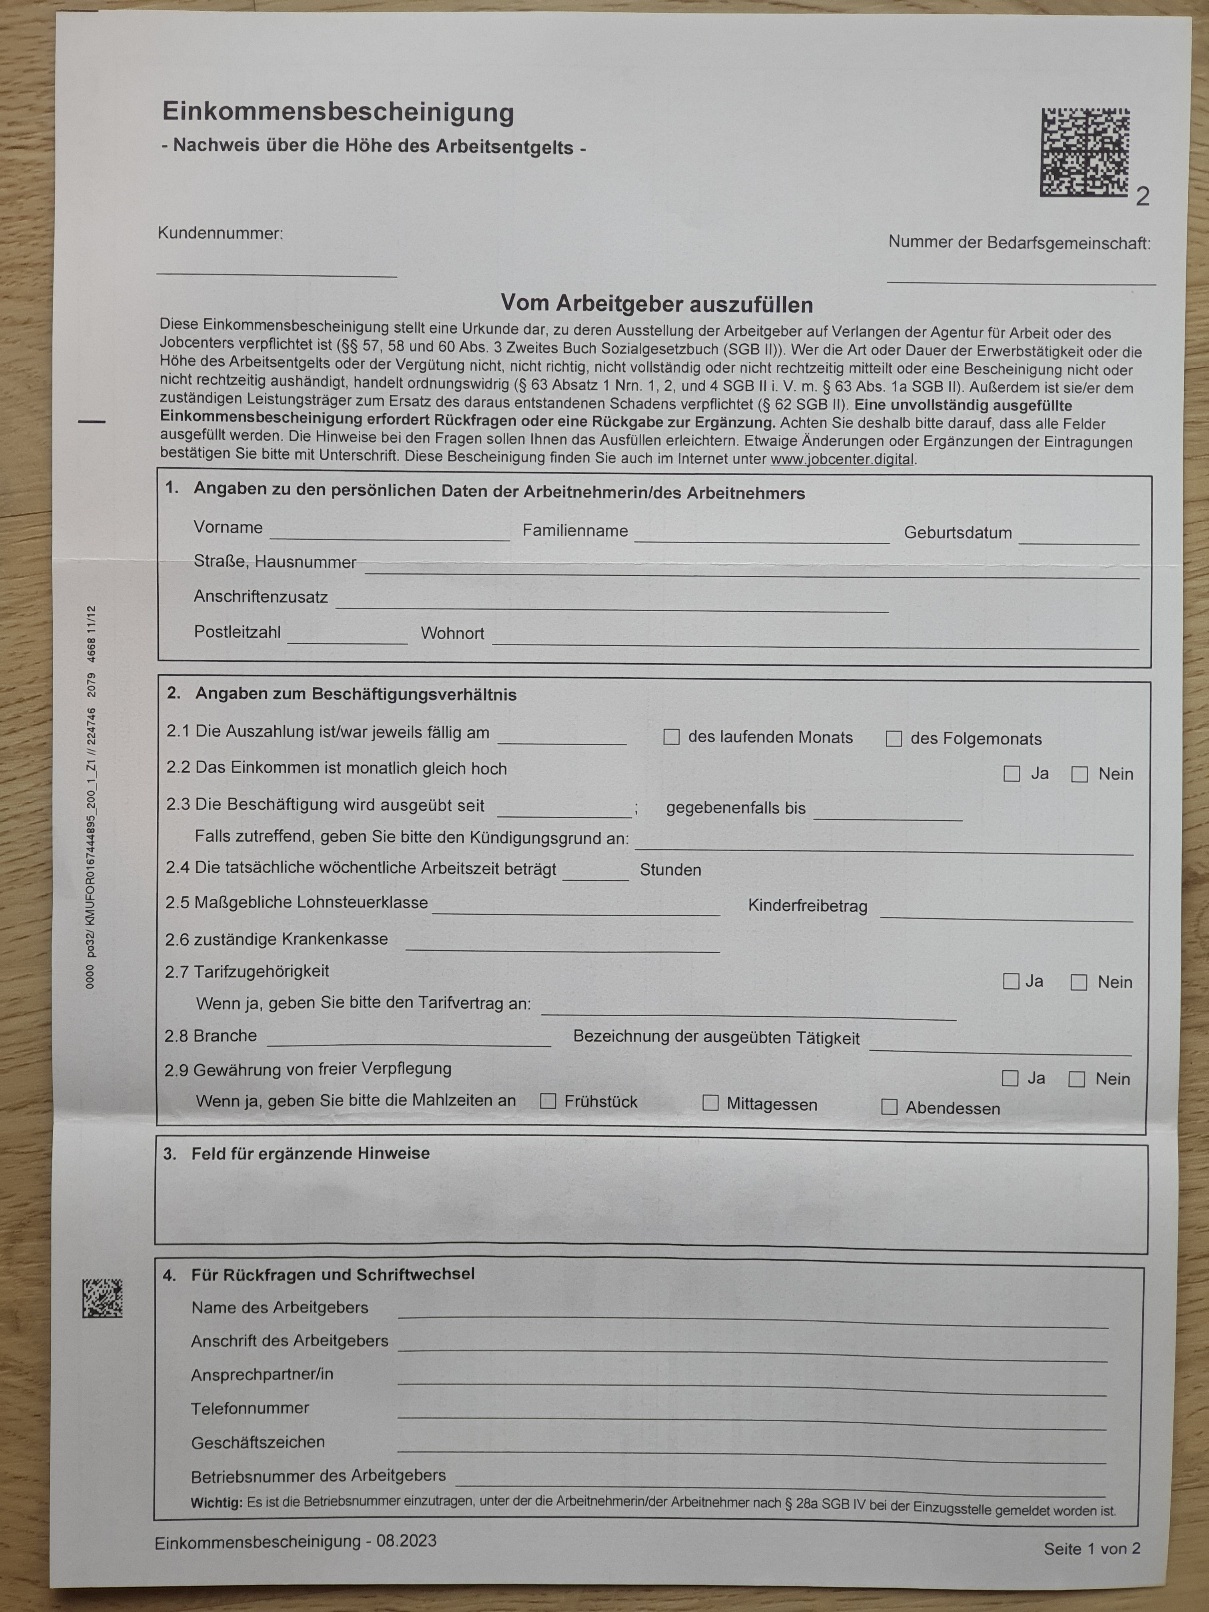 Einkommensbescheinigung
- Nachweis über die Höhe des Arbeitsentgelts -
2
Kundennummer:
Nummer der Bedarfsgemeinschaft:
Vom Arbeitgeber auszufüllen
Diese Einkommensbescheinigung stellt eine Urkunde dar, zu deren Ausstellung der Arbeitgeber auf Verlangen der Agentur für Arbeit oder des
Jobcenters verpflichtet ist (§§ 57, 58 und 60 Abs. 3 Zweites Buch Sozialgesetzbuch (SGB II)). Wer die Art oder Dauer der Erwerbstätigkeit oder die
Höhe des Arbeitsentgelts oder der Vergütung nicht, nicht richtig, nicht vollständig oder nicht rechtzeitig mitteilt oder eine Bescheinigung nicht oder
nicht rechtzeitig aushändigt, handelt ordnungswidrig (§ 63 Absatz 1 Nrn. 1, 2, und 4 SGB II i. V. m. § 63 Abs. 1a SGB II). Außerdem ist sie/er dem
zuständigen Leistungsträger zum Ersatz des daraus entstandenen Schadens verpflichtet (§ 62 SGB II). Eine unvollständig ausgefüllte
Einkommensbescheinigung erfordert Rückfragen oder eine Rückgabe zur Ergänzung. Achten Sie deshalb bitte darauf, dass alle Felder
ausgefüllt werden. Die Hinweise bei den Fragen sollen Ihnen das Ausfüllen erleichtern. Etwaige Änderungen oder Ergänzungen der Eintragungen
bestätigen Sie bitte mit Unterschrift. Diese Bescheinigung finden Sie auch im Internet unter www.jobcenter.digital.
1. Angaben zu den persönlichen Daten der Arbeitnehmerin/des Arbeitnehmers
Vorname Familienname Geburtsdatum
Straße, Hausnummer
Anschriftenzusatz
Postleitzahl Wohnort
2. Angaben zum Beschäftigungsverhältnis
2.1 Die Auszahlung ist/war jeweils fällig am des laufenden Monats des Folgemonats
2.2 Das Einkommen ist monatlich gleich hoch Ja Nein
2.3 Die Beschäftigung wird ausgeübt seit ; gegebenenfalls bis
Falls zutreffend, geben Sie bitte den Kündigungsgrund an:
2.4 Die tatsächliche wöchentliche Arbeitszeit beträgt Stunden
2.5 Maßgebliche Lohnsteuerklasse Kinderfreibetrag
2.6 zuständige Krankenkasse
2.7 Tarifzugehörigkeit Ja Nein
Wenn ja, geben Sie bitte den Tarifvertrag an:
2.8 Branche Bezeichnung der ausgeübten Tätigkeit
2.9 Gewährung von freier Verpflegung Ja Nein
Wenn ja, geben Sie bitte die Mahlzeiten an Frühstück Mittagessen Abendessen
3. Feld für ergänzende Hinweise
4. Für Rückfragen und Schriftwechsel
Name des Arbeitgebers
Anschrift des Arbeitgebers
Ansprechpartner/in
Telefonnummer
Geschäftszeichen
Betriebsnummer des Arbeitgebers
Wichtig: Es ist die Betriebsnummer einzutragen, unter der die Arbeitnehmerin/der Arbeitnehmer nach § 28a SGB IV bei der Einzugsstelle gemeldet worden ist.
Einkommensbescheinigung - 08.2023
Seite 1 von 2
0000 po32/ KMUFOR0167444895_200_1_Z1 // 224746 2079 4668 11/12